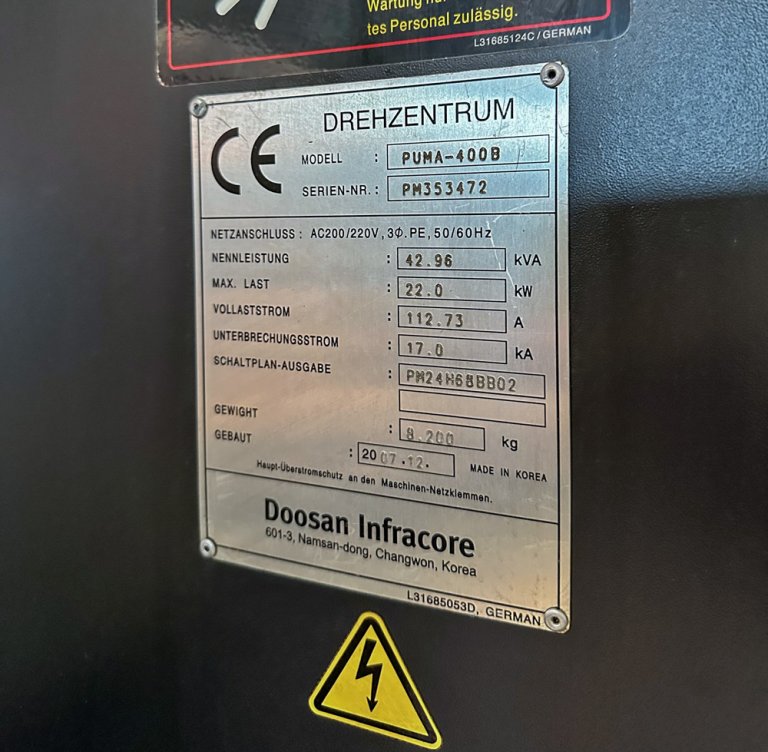 Wartung nur
tes Personal zulässig.
L31685124C / GERMAN
CE
DREHZENTRUM
MODELL : PUMA-400B
SERIEN-NR. : PM353472
NETZANSCHLUSS : AC200/220V, 3Φ. PE, 50/60Hz
NENNLEISTUNG : 42.96 kVA
MAX. LAST : 22.0 kW
VOLLASTSTROM : 112.73 A
UNTERBRECHUNGSSTROM : 17.0 kA
SCHALTPLAN-AUSGABE : PM24H68BB02
GEWIGHT : 8.200 kg
GEBAUT : 2007.12. MADE IN KOREA
Haupt-Überstromschutz an den Maschinen-Netzklemmen.
Doosan Infracore
601-3, Namsan-dong, Changwon, Korea
L31685053D, GERMAN